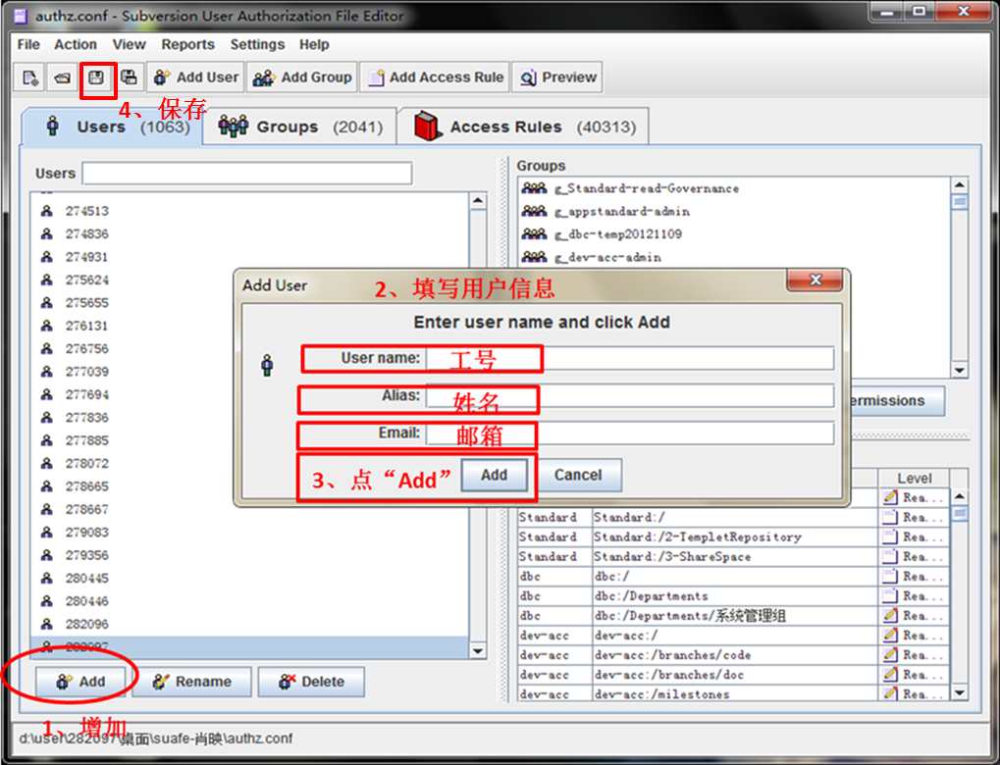 authz.conf - Subversion User Authorization File Editor
File Action View Reports Settings Help
Add User Add Group Add Access Rule Preview
4、保存
Users (1063) Groups (2041) Access Rules (40313)
Users
274513
274836
274931
275624
275655
276131
276756
277039
277694
277836
277885
278072
278665
278667
279083
279356
280445
280446
282096
282097
Add Rename Delete
1、增加
Groups
g_Standard-read-Governance
g_appstandard-admin
g_dbc-temp20121109
g_dev-acc-admin
ermissions
Add User
2、填写用户信息
Enter user name and click Add
User name: 工号
Alias: 姓名
Email: 邮箱
3、点“Add” Add Cancel
Level
Rea...
Standard Standard:/ Rea...
Standard Standard:/2-TempletRepository Rea...
Standard Standard:/3-ShareSpace Rea...
dbc dbc:/ Rea...
dbc dbc:/Departments Rea...
dbc dbc:/Departments/系统管理组 Rea...
dev-acc dev-acc:/ Rea...
dev-acc dev-acc:/branches/code Rea...
dev-acc dev-acc:/branches/doc Rea...
dev-acc dev-acc:/milestones Rea...
d:\user\282097\桌面\suafe-肖映\authz.conf